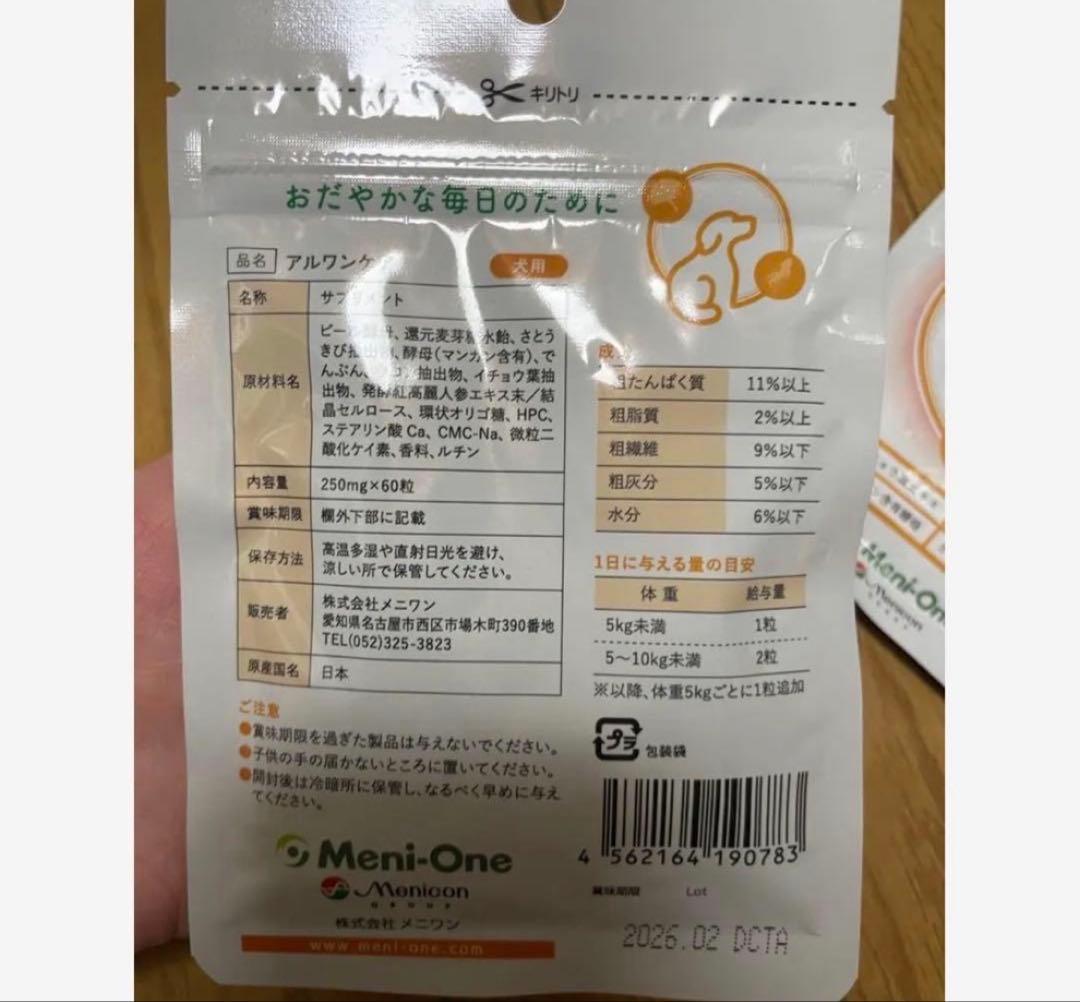 キリトリ
おだやかな毎日のために
品名 アルワンケ
犬用
名称 サプリメント
原材料名
ビール酵母、還元麦芽糖水飴、さとう
きび抽出物、酵母(マンガン含有)、で
んぷん、 抽出物、イチョウ葉抽
出物、発酵紅高麗人参エキス末/結
晶セルロース、環状オリゴ糖、HPC、
ステアリン酸Ca、CMC-Na、微粒二
酸化ケイ素、香料、ルチン
内容量 250mg×60粒
賞味期限 欄外下部に記載
保存方法 高温多湿や直射日光を避け、
涼しい所で保管してください。
販売者 株式会社メニワン
愛知県名古屋市西区市場木町390番地
TEL(052)325-3823
原産国名 日本
ご注意
●賞味期限を過ぎた製品は与えないでください。
●子供の手の届かないところに置いてください。
●開封後は冷暗所に保管し、なるべく早めに与え
てください。
Meni-One
Menicon
GROUP
株式会社メニワン
www.meni-one.com
成
粗たんぱく質 11%以上
粗脂質 2%以上
粗繊維 9%以下
粗灰分 5%以下
水分 6%以下
1日に与える量の目安
体重 給与量
5kg未満 1粒
5〜10kg未満 2粒
※以降、体重5kgごとに1粒追加
プラ 包装袋
4 562164 190783
賞味期限 Lot
2026.02 DCTA
Meni-On
Menicon